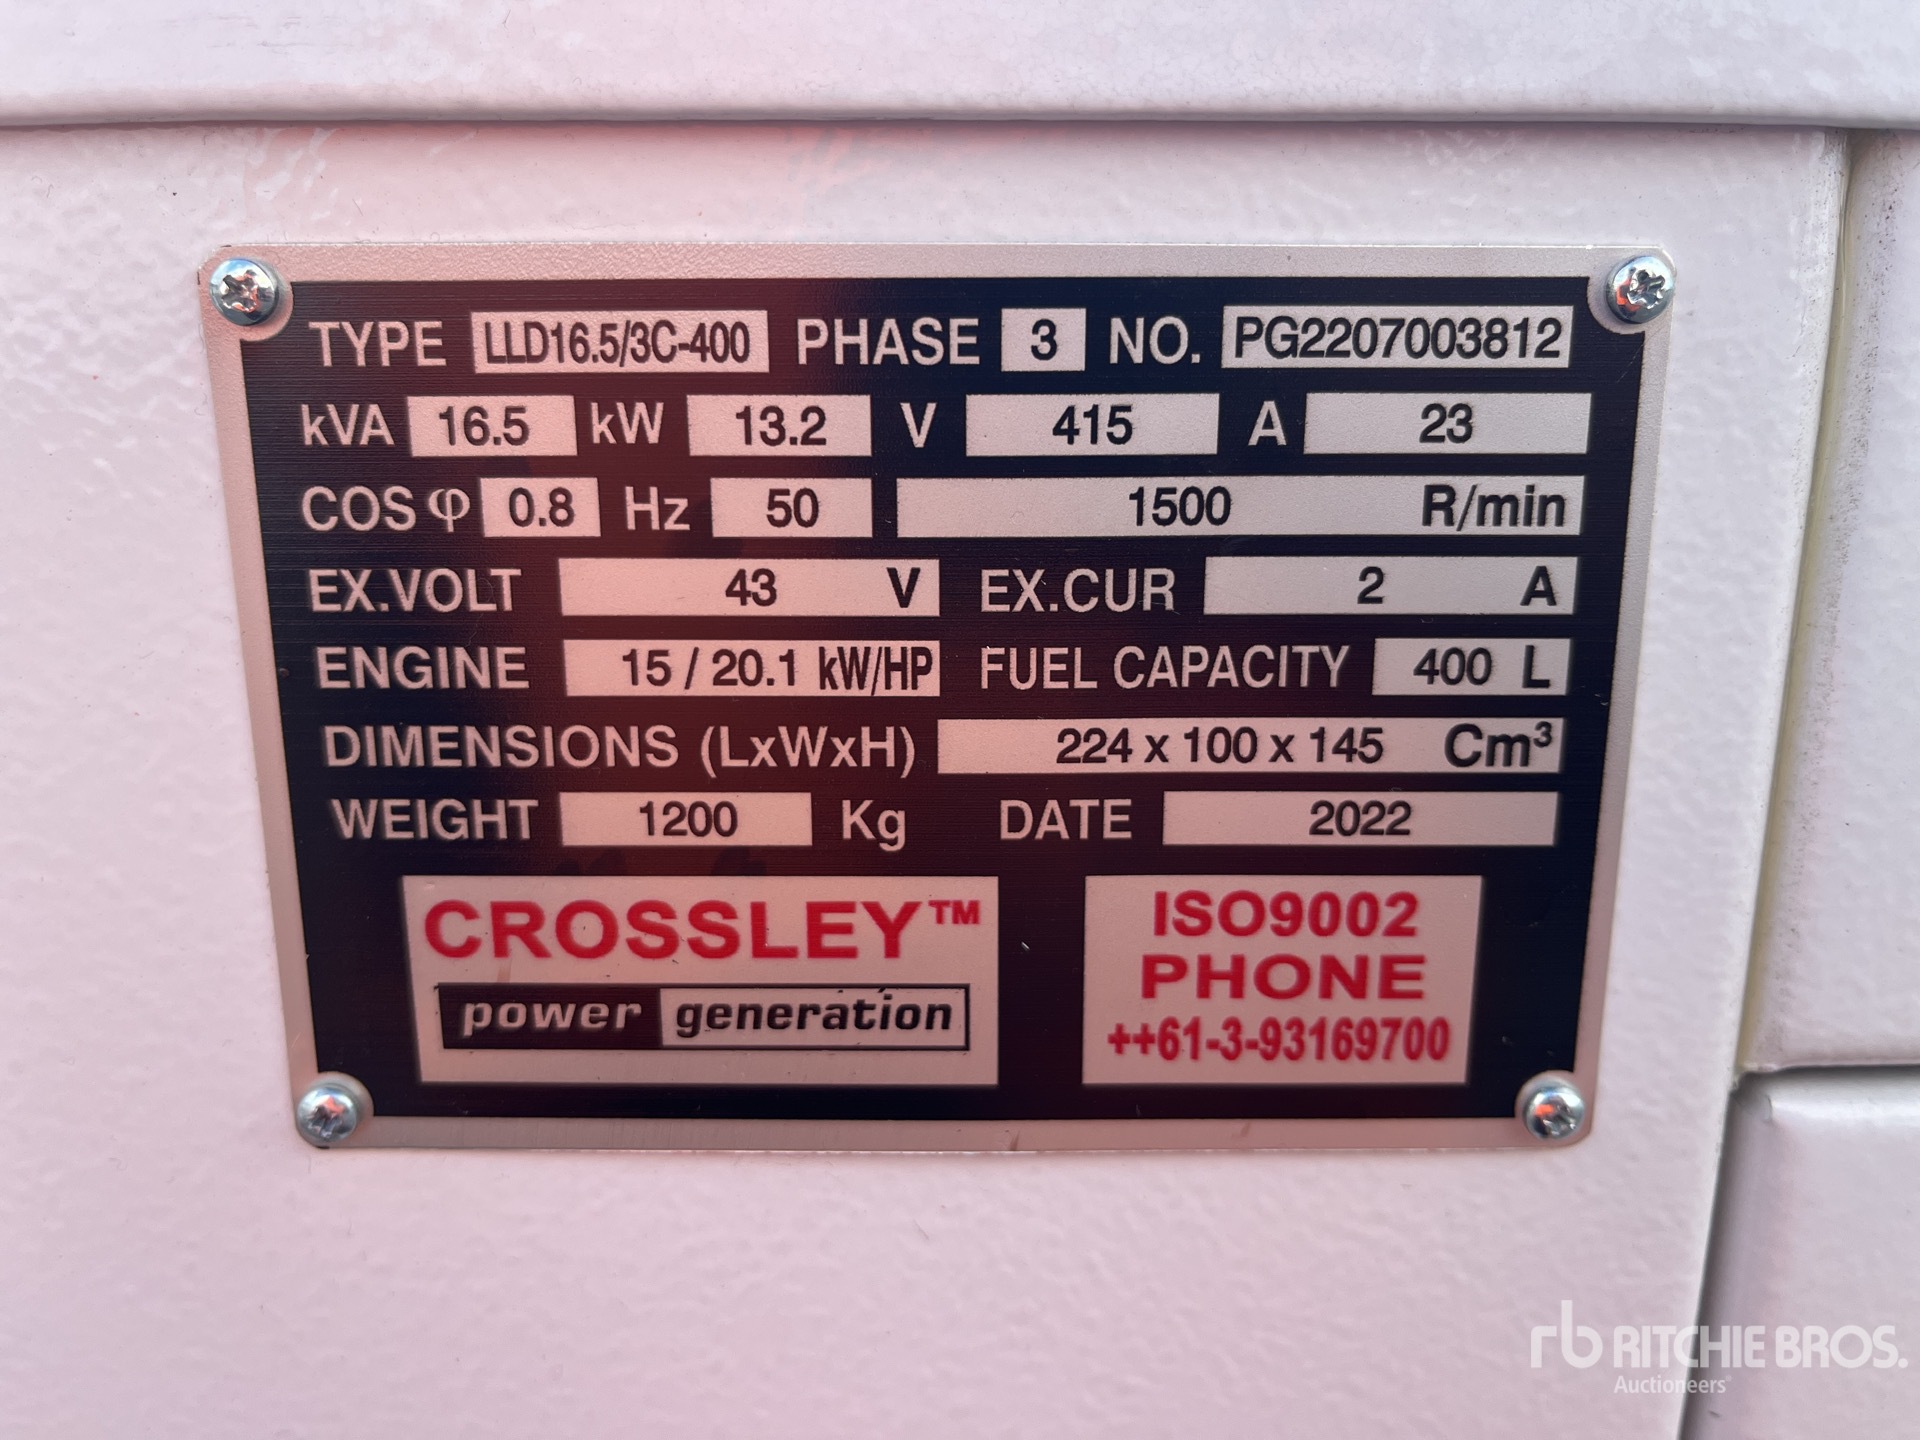 TYPE LLD16.5/3C-400 PHASE 3 NO. PG2207003812
kVA 16.5 kW 13.2 V 415 A 23
COS φ 0.8 Hz 50 1500 R/min
EX.VOLT 43 V EX.CUR 2 A
ENGINE 15 / 20.1 kW/HP FUEL CAPACITY 400 L
DIMENSIONS (LxWxH) 224 x 100 x 145 Cm³
WEIGHT 1200 Kg DATE 2022
CROSSLEY™
power generation
ISO9002
PHONE
++61-3-93169700
rb RITCHIE BROS.
Auctioneers